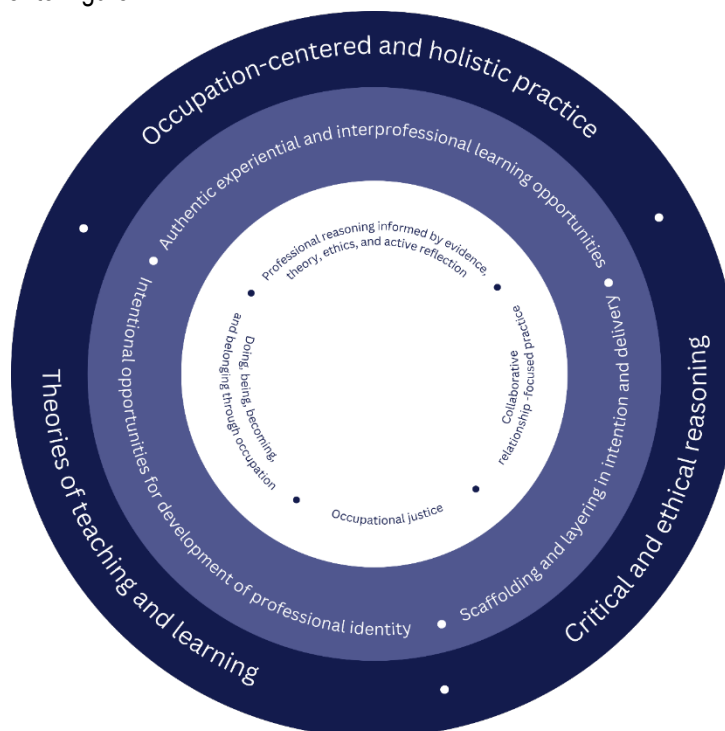 Occupation-centered and holistic practice
Critical and ethical reasoning
Theories of teaching and learning
Authentic experiential and interprofessional learning opportunities
Scaffolding and layering in intention and delivery
Intentional opportunities for development of professional identity
Professional reasoning informed by evidence,
theory, ethics, and active reflection
Collaborative
relationship -focused practice
Occupational justice
Doing, being, becoming,
and belonging through occupation